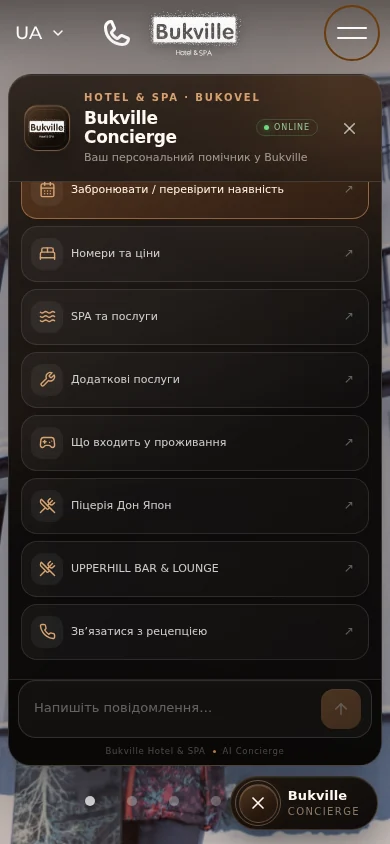 UA
Bukville
Hotel & SPA
HOTEL & SPA · BUKOVEL
Bukville
Concierge
ONLINE
Ваш персональний помічник у Bukville
Bukville
Забронювати / перевірити наявність
Номери та ціни
SPA та послуги
Додаткові послуги
Що входить у проживання
Піцерія Дон Япон
UPPERHILL BAR & LOUNGE
Зв’язатися з рецепцією
Напишіть повідомлення...
Bukville Hotel & SPA • AI Concierge
Bukville
CONCIERGE